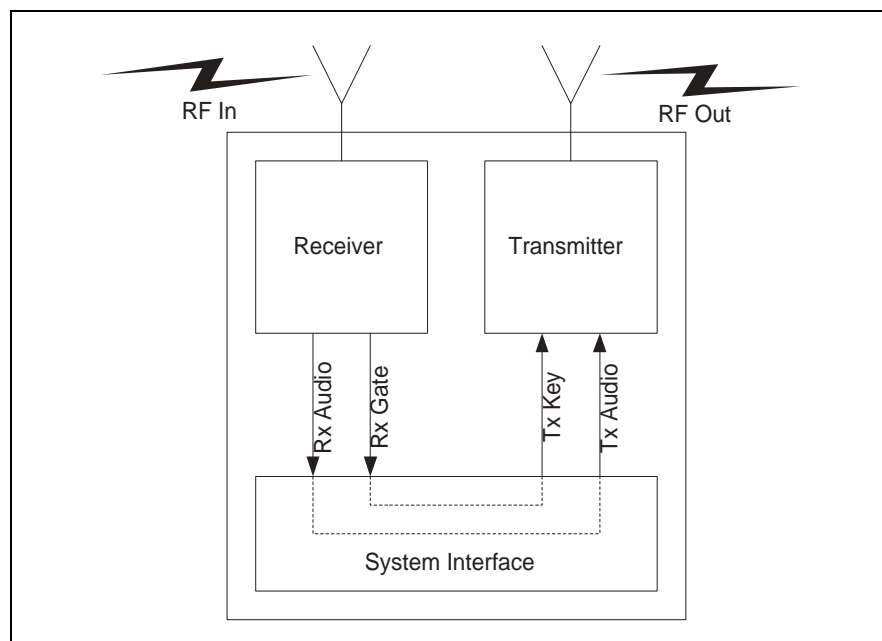 RF In
RF Out
Receiver
Transmitter
Rx Audio
Rx Gate
Tx Key
Tx Audio
System Interface